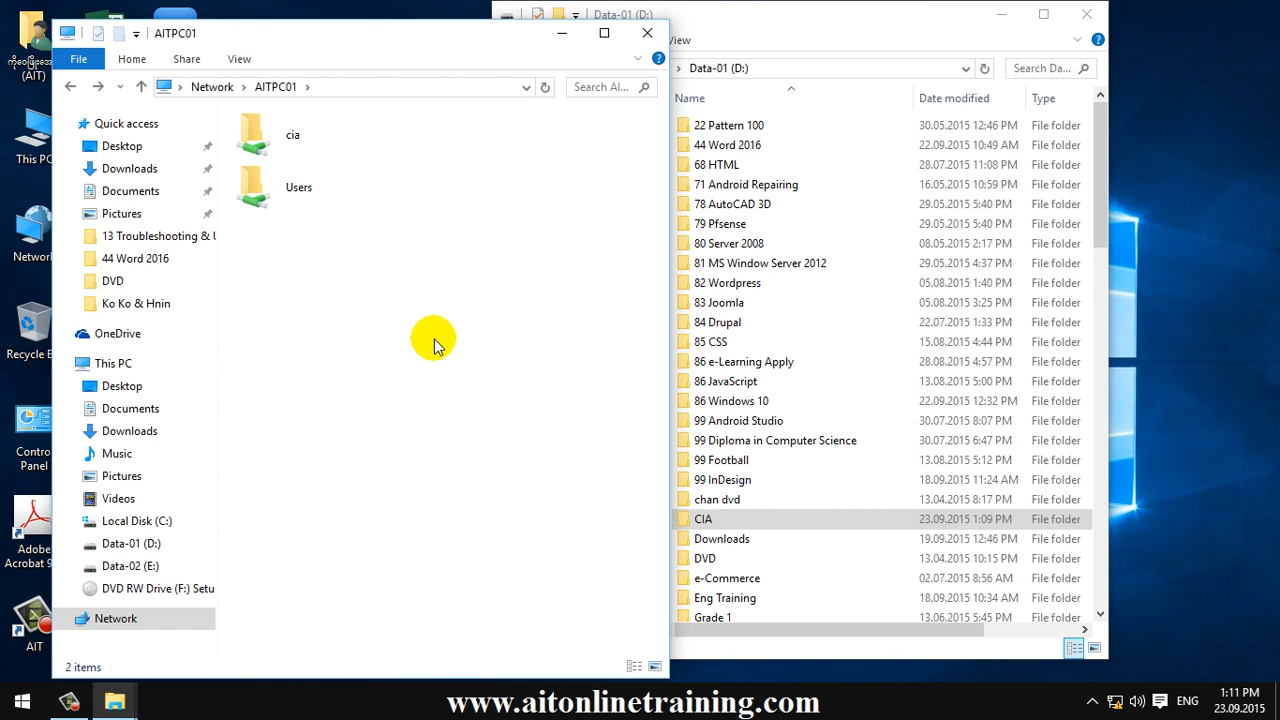 AITPC01
File
Home
Share
View
Network
AITPC01
Search AI...
cia
Users
Quick access
Desktop
Downloads
Documents
Pictures
13 Troubleshooting & U
44 Word 2016
DVD
Ko Ko & Hnin
OneDrive
This PC
Desktop
Documents
Downloads
Music
Pictures
Videos
Local Disk (C:)
Data-01 (D:)
Data-02 (E:)
DVD RW Drive (F:) Setu
Network
2 items
Data-01 (D:)
View
Data-01 (D:)
Search Da...
Name Date modified Type
22 Pattern 100 30.05.2015 12:46 PM File folder
44 Word 2016 22.09.2015 10:49 AM File folder
68 HTML 28.07.2015 11:08 PM File folder
71 Android Repairing 16.05.2015 10:59 PM File folder
78 AutoCAD 3D 29.05.2015 5:40 PM File folder
79 Pfsense 29.05.2015 5:40 PM File folder
80 Server 2008 08.05.2015 2:17 PM File folder
81 MS Window Server 2012 29.05.2015 4:37 PM File folder
82 Wordpress 05.08.2015 1:40 PM File folder
83 Joomla 05.08.2015 3:25 PM File folder
84 Drupal 22.07.2015 1:33 PM File folder
85 CSS 15.08.2015 4:44 PM File folder
86 e-Learning Apply 28.08.2015 4:57 PM File folder
86 JavaScript 13.08.2015 5:00 PM File folder
86 Windows 10 22.09.2015 12:32 PM File folder
99 Android Studio 30.07.2015 8:07 PM File folder
99 Diploma in Computer Science 30.07.2015 6:47 PM File folder
99 Football 13.08.2015 5:12 PM File folder
99 InDesign 18.09.2015 11:24 AM File folder
chan dvd 13.04.2015 8:17 PM File folder
CIA 23.09.2015 1:09 PM File folder
Downloads 19.09.2015 12:46 PM File folder
DVD 13.04.2015 10:15 PM File folder
e-Commerce 02.07.2015 8:56 AM File folder
Eng Training 18.09.2015 10:34 AM File folder
Grade 1 13.06.2015 5:45 PM File folder
(AIT)
This PC
Network
Recycle B
Control
Panel
Adobe
Acrobat 9
AIT
www.aitonlinetraining.com
ENG
1:11 PM
23.09.2015